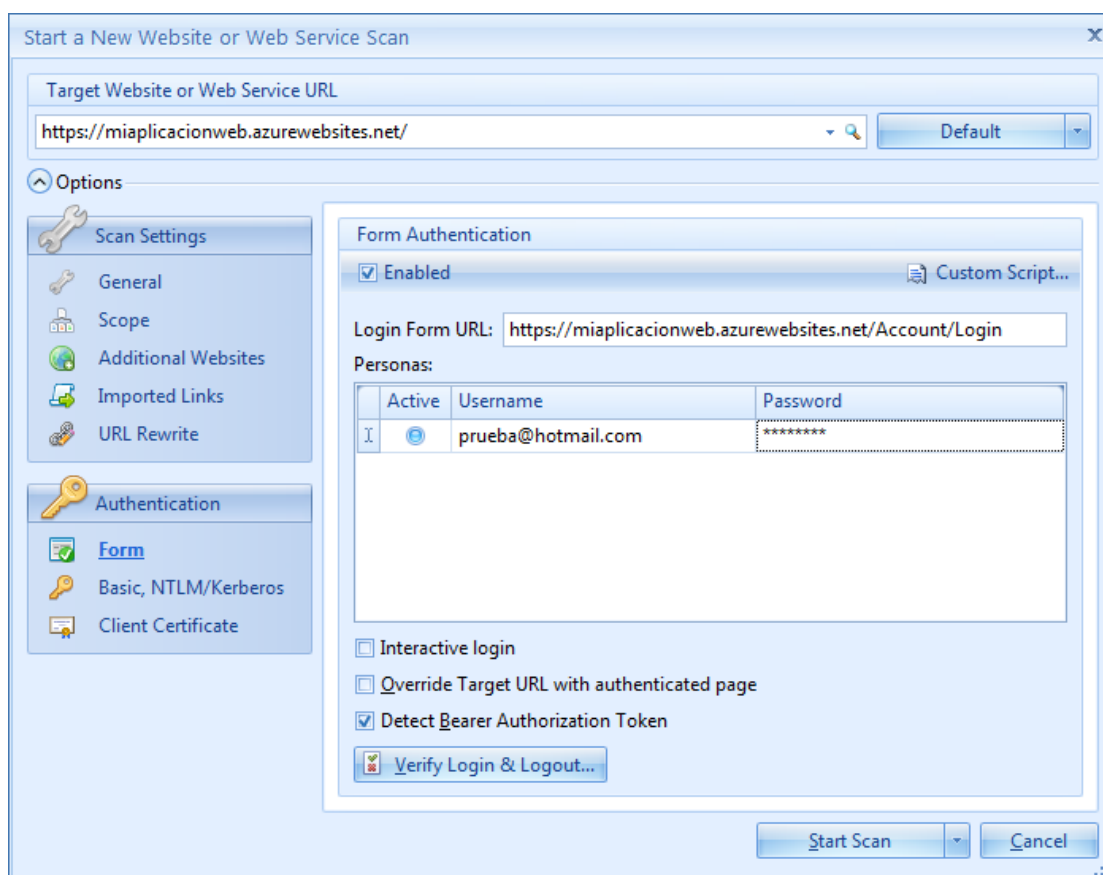 Start a New Website or Web Service Scan
Target Website or Web Service URL
https://miaplicacionweb.azurewebsites.net/
Default
Options
Scan Settings
General
Scope
Additional Websites
Imported Links
URL Rewrite
Authentication
Form
Basic, NTLM/Kerberos
Client Certificate
Form Authentication
Enabled
Custom Script...
Login Form URL: https://miaplicacionweb.azurewebsites.net/Account/Login
Personas:
Active Username Password
prueba@hotmail.com ********
Interactive login
Override Target URL with authenticated page
Detect Bearer Authorization Token
Verify Login & Logout...
Start Scan Cancel